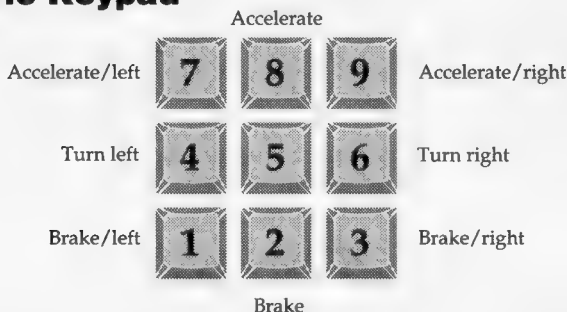 Keypad
Accelerate
Accelerate/left 7 8 9 Accelerate/right
Turn left 4 5 6 Turn right
Brake/left 1 2 3 Brake/right
Brake